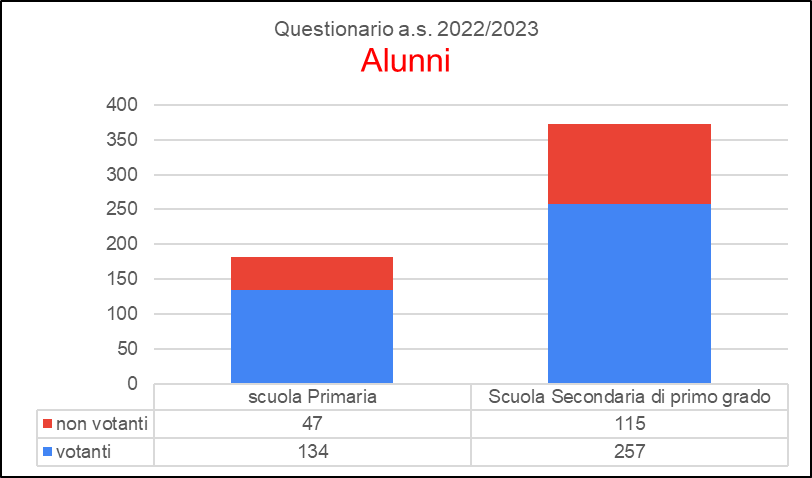 Questionario a.s. 2022/2023
Alunni
400
350
300
250
200
150
100
50
0
scuola Primaria Scuola Secondaria di primo grado
non votanti 47 115
votanti 134 257